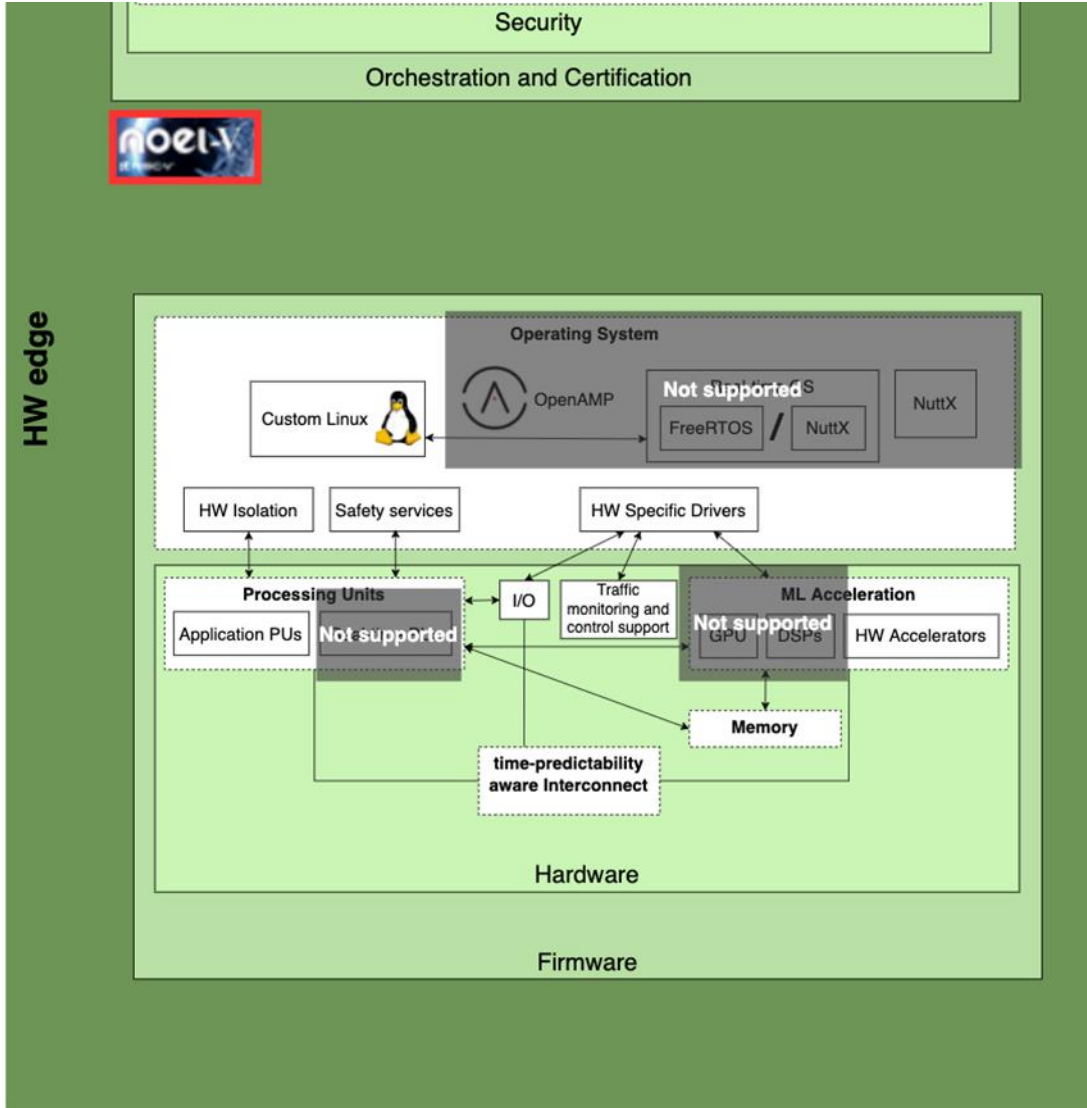 Security
Orchestration and Certification
noel-V
HW edge
Operating System
OpenAMP
Not supported
NuttX
Custom Linux
FreeRTOS
/
NuttX
HW Isolation
Safety services
HW Specific Drivers
Processing Units
I/O
Traffic
monitoring and
control support
ML Acceleration
Application PUs
Not supported
Not supported
GPU
DSPs
HW Accelerators
Memory
time-predictability
aware Interconnect
Hardware
Firmware